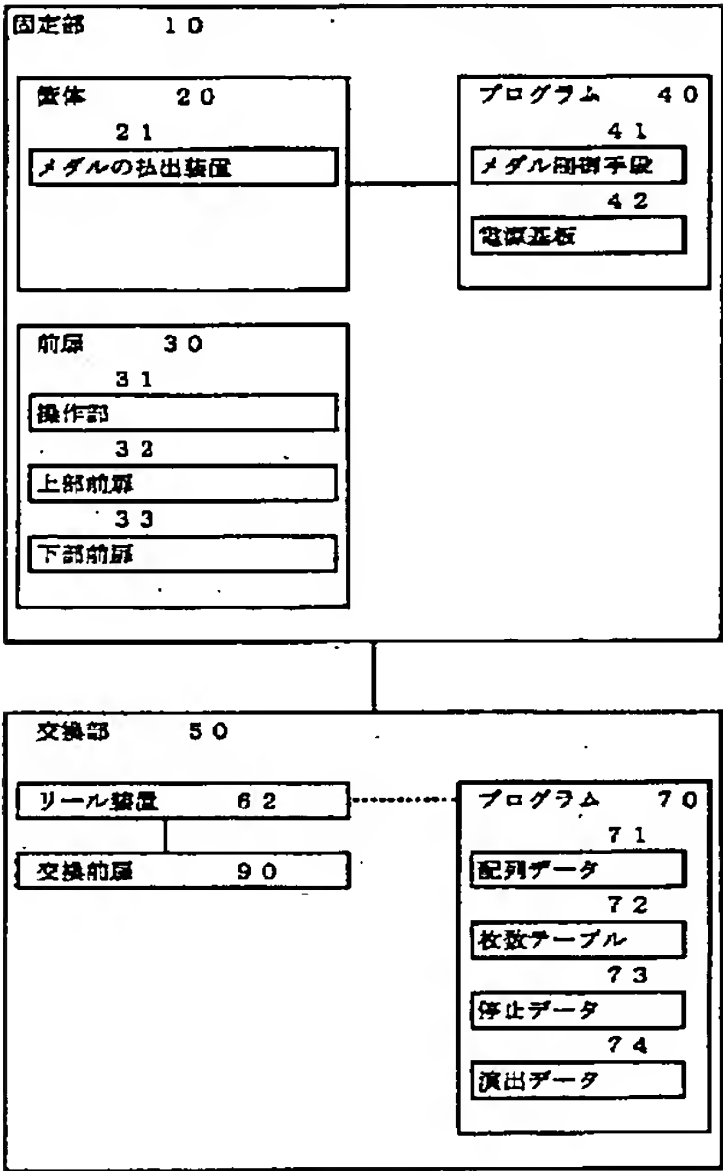 固定部 10
筐体 20
21
メダルの払出装置
プログラム 40
41
メダル制御手段
42
電源基板
前扉 30
31
操作部
32
上部前扉
33
下部前扉
交換部 50
リール装置 62
交換前扉 90
プログラム 70
71
配列データ
72
枚数テーブル
73
停止データ
74
演出データ